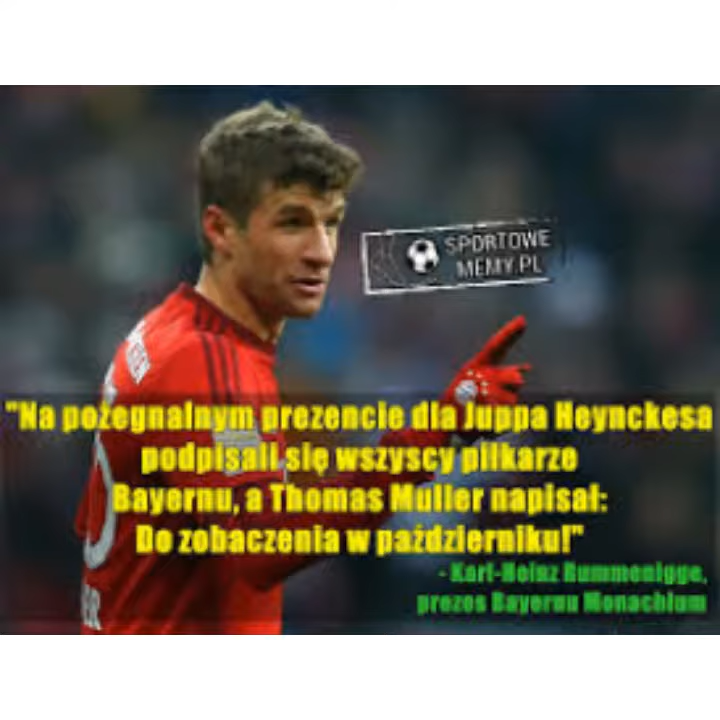 SPORTOWE
MEMY.PL
"Na pożegnalnym prezencie dla Juppa Heynckesa
podpisali się wszyscy piłkarze
Bayernu, a Thomas Muller napisał:
Do zobaczenia w październiku!"
- Karl-Heinz Rummenigge,
prezes Bayernu Monachium